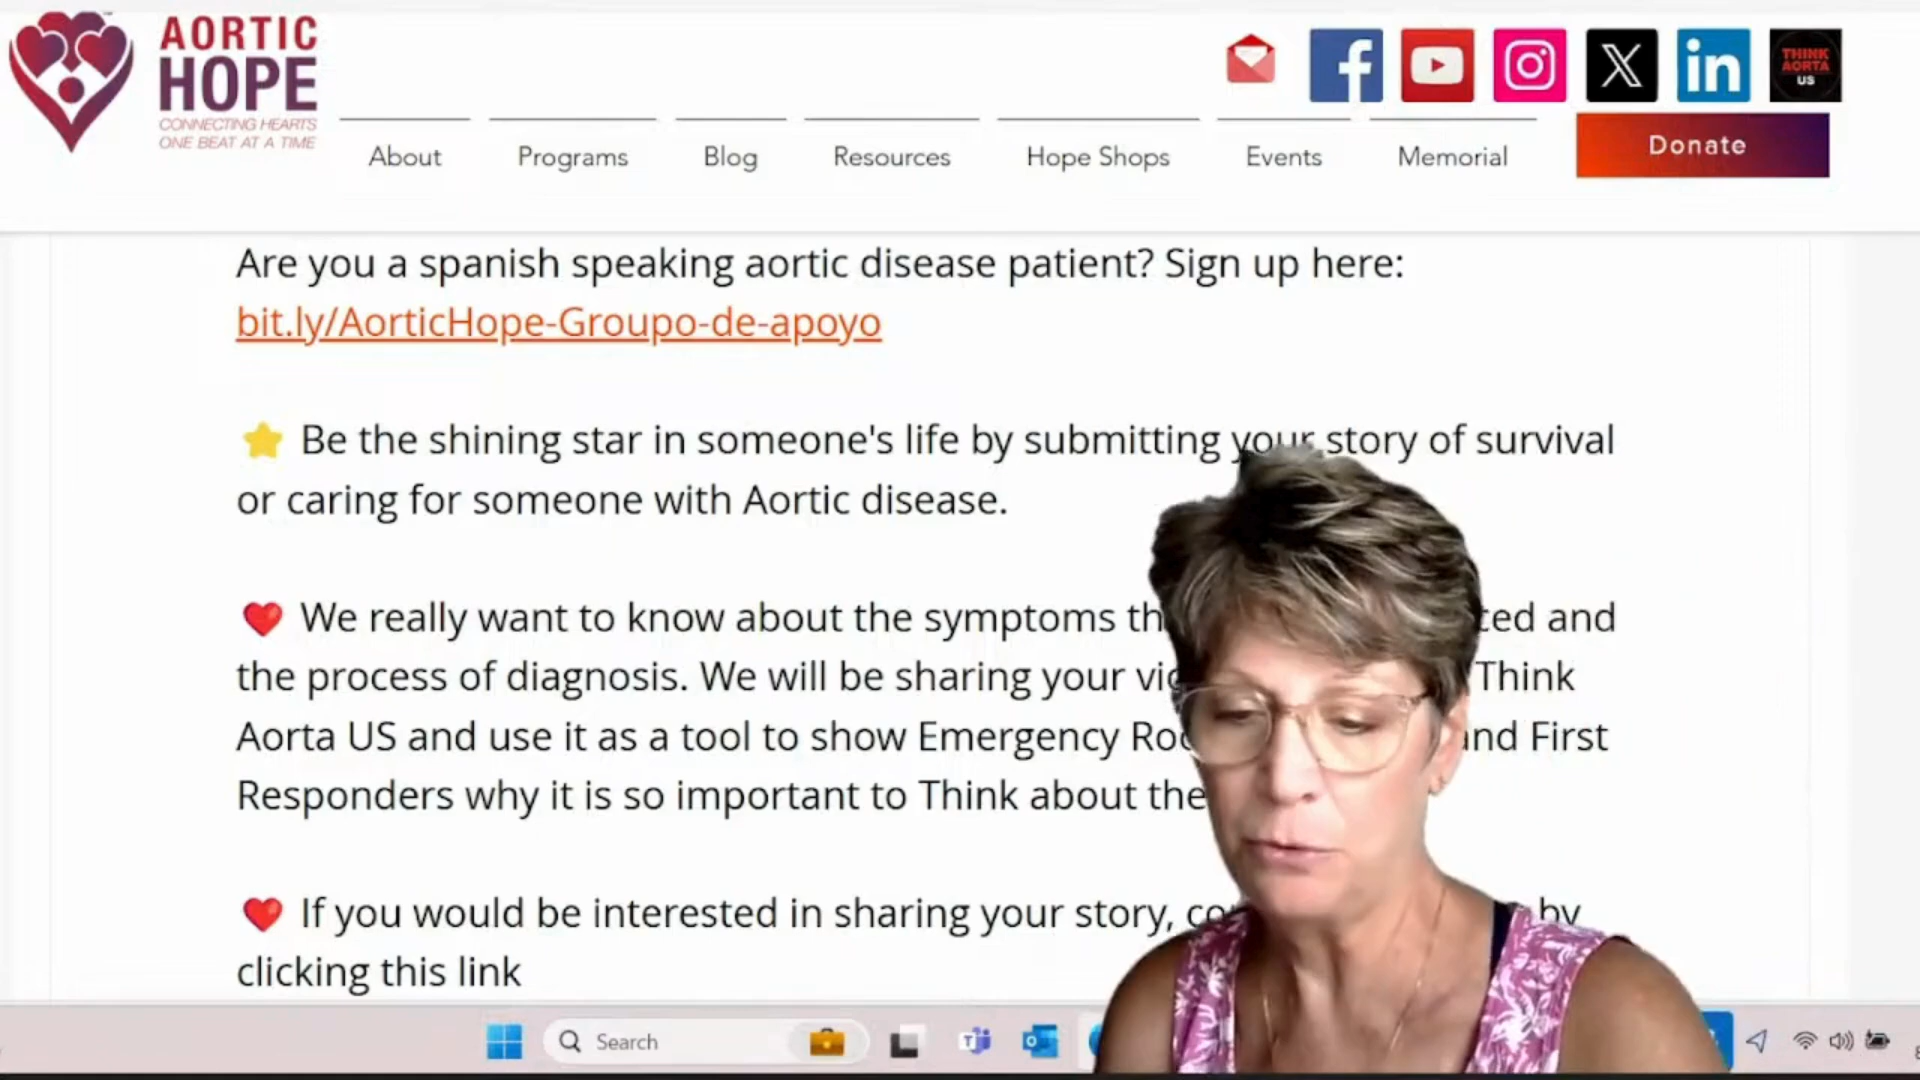 AORTIC
HOPE
CONNECTING HEARTS
ONE BEAT AT A TIME
THINK
AORTA
US
About Programs Blog Resources Hope Shops Events Memorial Donate
Are you a spanish speaking aortic disease patient? Sign up here:
bit.ly/AorticHope-Groupo-de-apoyo
Be the shining star in someone's life by submitting your story of survival
or caring for someone with Aortic disease.
We really want to know about the symptoms and
the process of diagnosis. We will be sharing your Think
Aorta US and use it as a tool to show Emergency and First
Responders why it is so important to Think about the
If you would be interested in sharing your story, by
clicking this link
Search